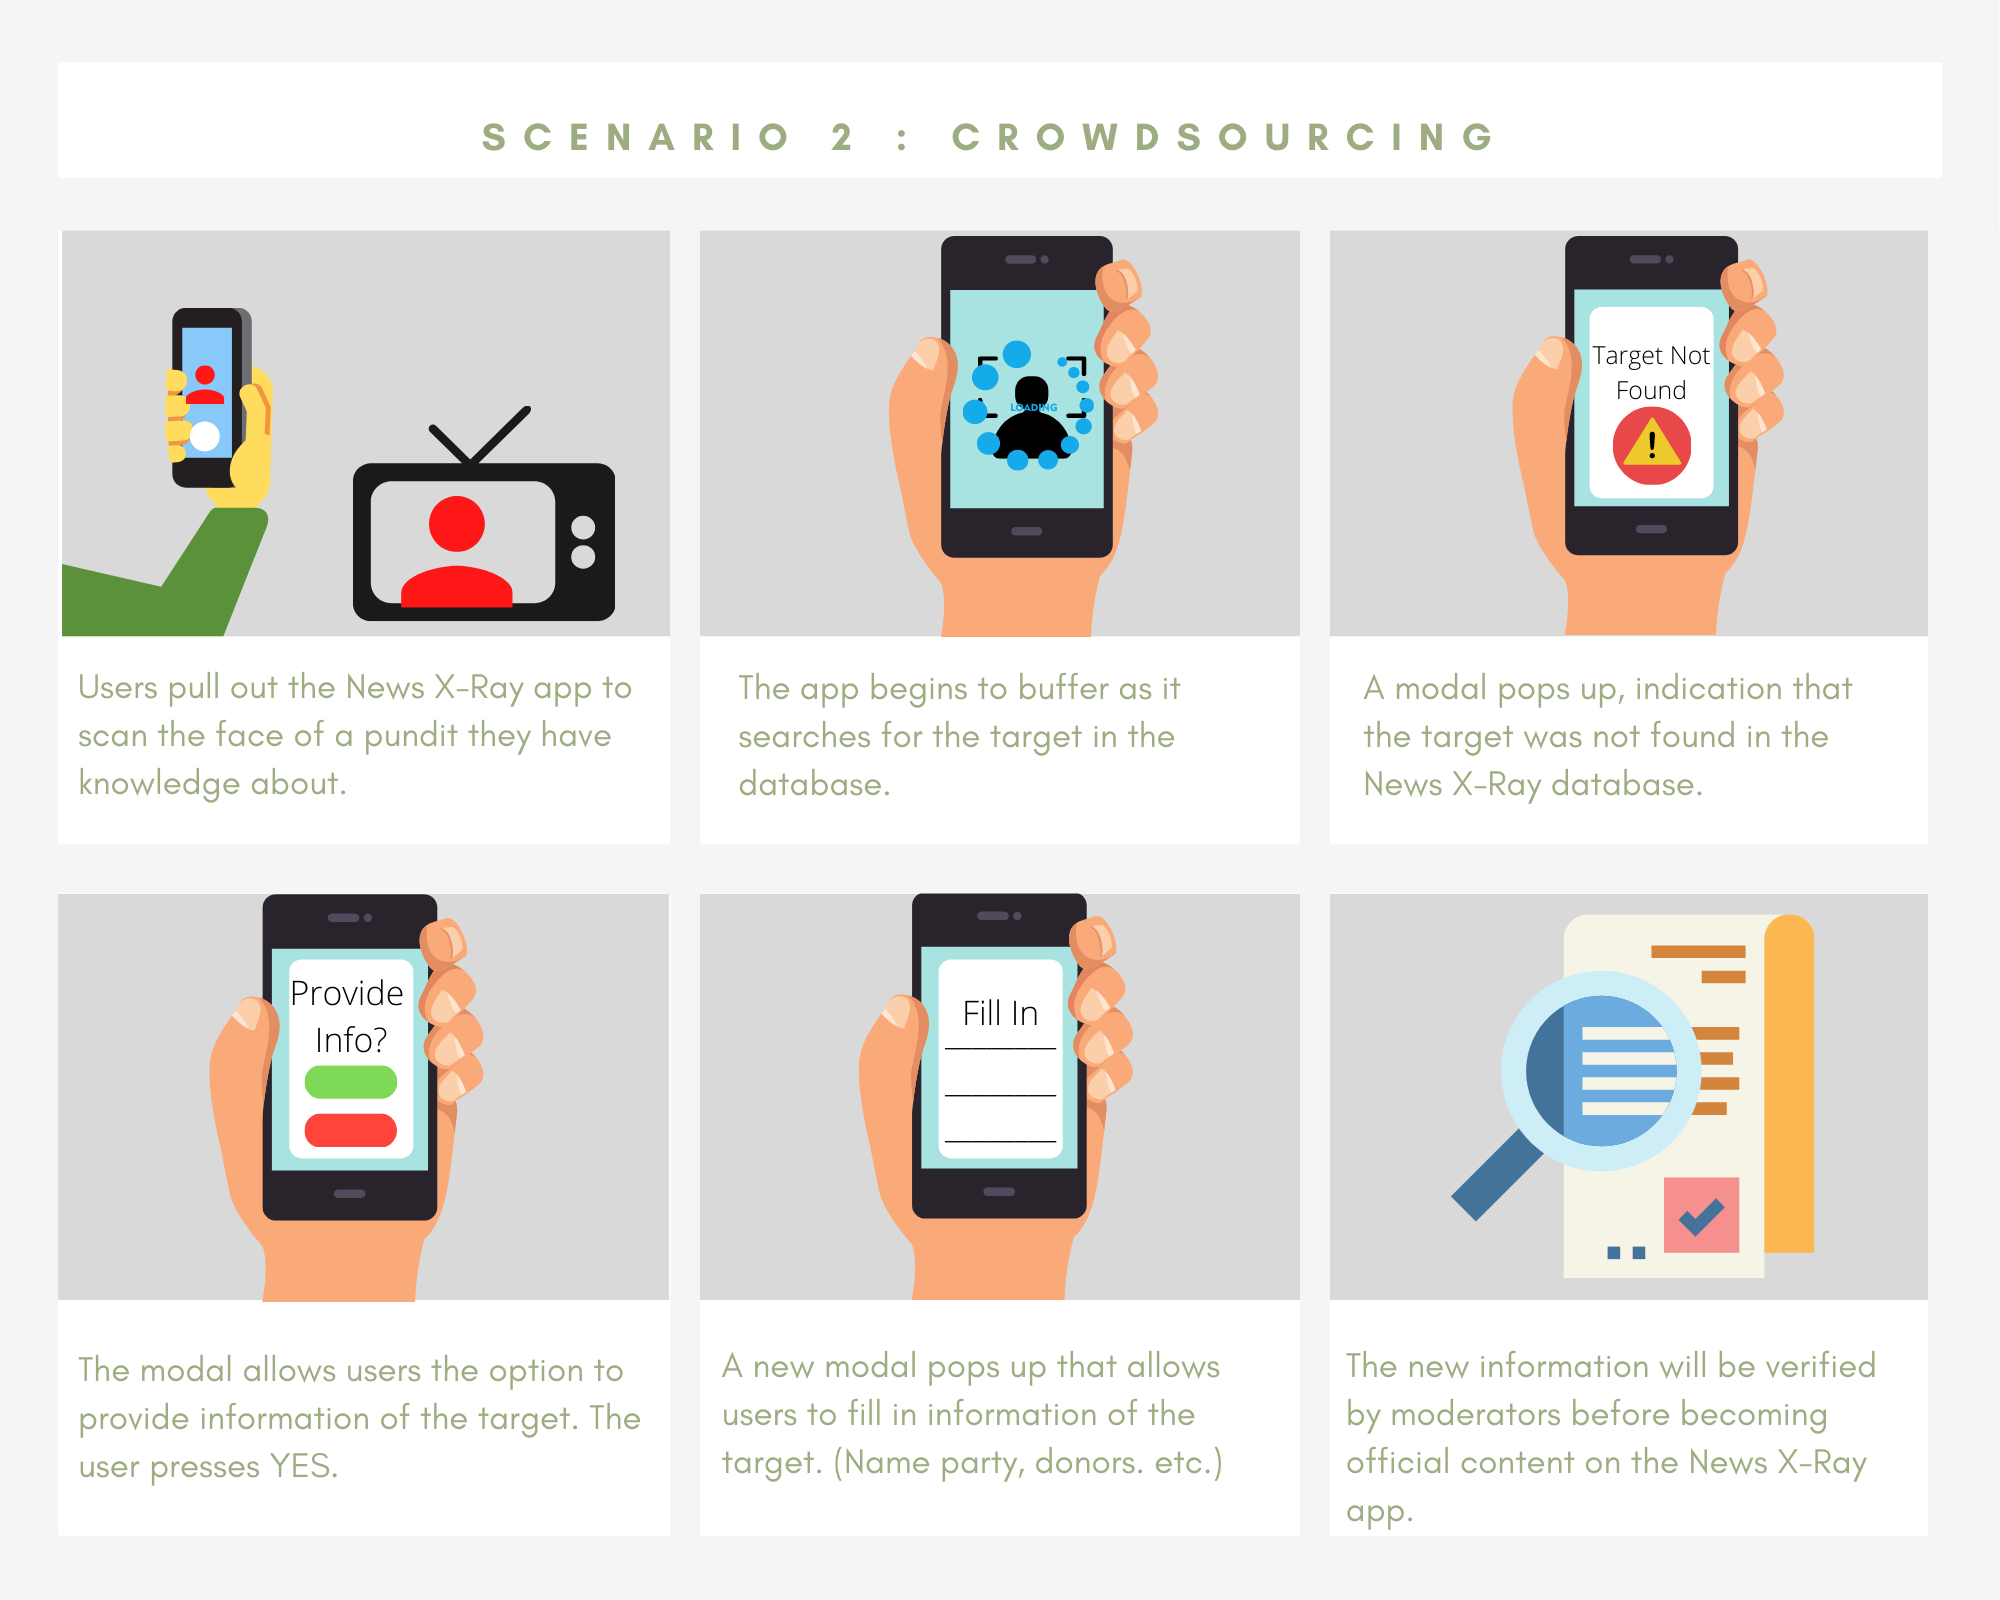 SCENARIO 2 : CROWDSOURCING
LOADING
Target Not
Found
Users pull out the News X-Ray app to
scan the face of a pundit they have
knowledge about.
The app begins to buffer as it
searches for the target in the
database.
A modal pops up, indication that
the target was not found in the
News X-Ray database.
Provide
Info?
Fill In
The modal allows users the option to
provide information of the target. The
user presses YES.
A new modal pops up that allows
users to fill in information of the
target. (Name party, donors. etc.)
The new information will be verified
by moderators before becoming
official content on the News X-Ray
app.